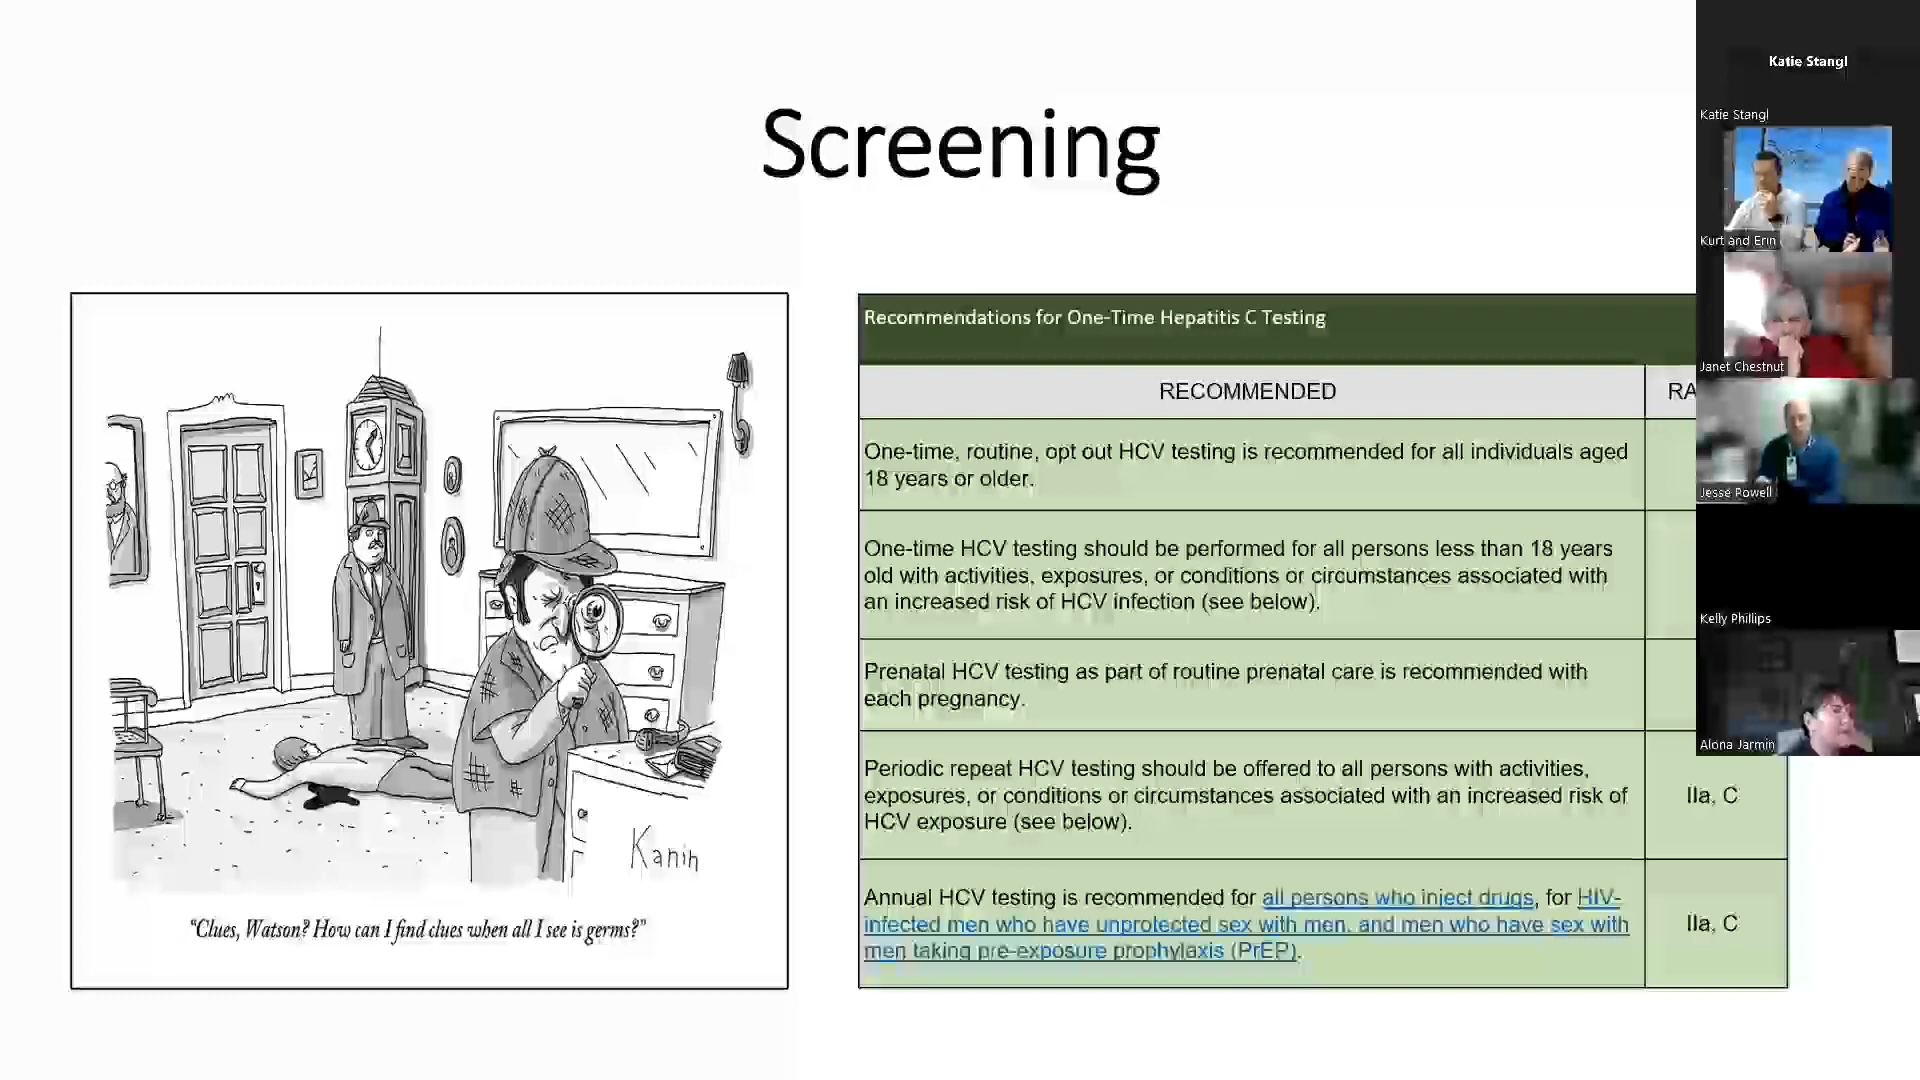 Screening
Kanin
"Clues, Watson? How can I find clues when all I see is germs?"
Recommendations for One-Time Hepatitis C Testing
RECOMMENDED
RA
One-time, routine, opt out HCV testing is recommended for all individuals aged
18 years or older.
One-time HCV testing should be performed for all persons less than 18 years
old with activities, exposures, or conditions or circumstances associated with
an increased risk of HCV infection (see below).
Prenatal HCV testing as part of routine prenatal care is recommended with
each pregnancy.
Periodic repeat HCV testing should be offered to all persons with activities,
exposures, or conditions or circumstances associated with an increased risk of
HCV exposure (see below).
IIa, C
Annual HCV testing is recommended for all persons who inject drugs, for HIV-
infected men who have unprotected sex with men, and men who have sex with
men taking pre-exposure prophylaxis (PrEP).
IIa, C
Katie Stangl
Katie Stangl
Kurt and Erin
Janet Chestnut
Jesse Powell
Kelly Phillips
Alona Jarmin